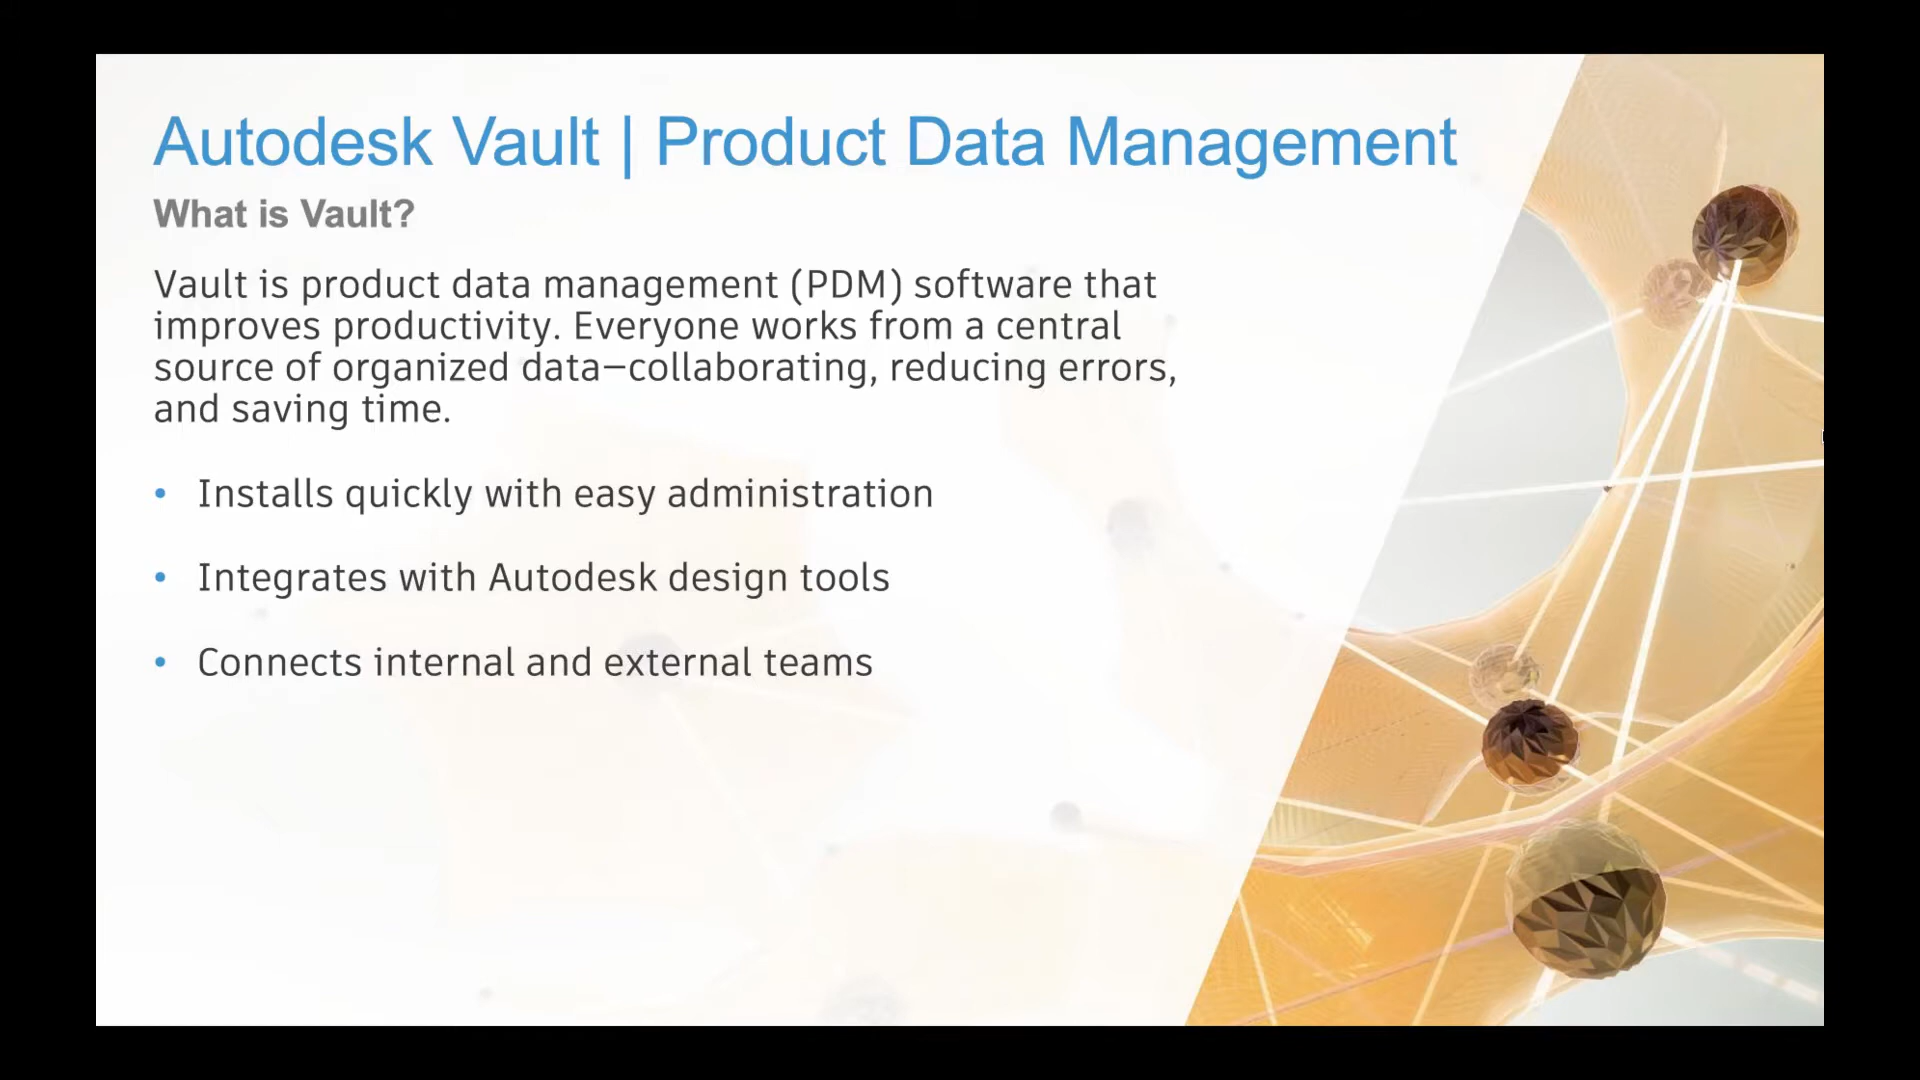 Autodesk Vault | Product Data Management
What is Vault?
Vault is product data management (PDM) software that
improves productivity. Everyone works from a central
source of organized data—collaborating, reducing errors,
and saving time.
• Installs quickly with easy administration
• Integrates with Autodesk design tools
• Connects internal and external teams